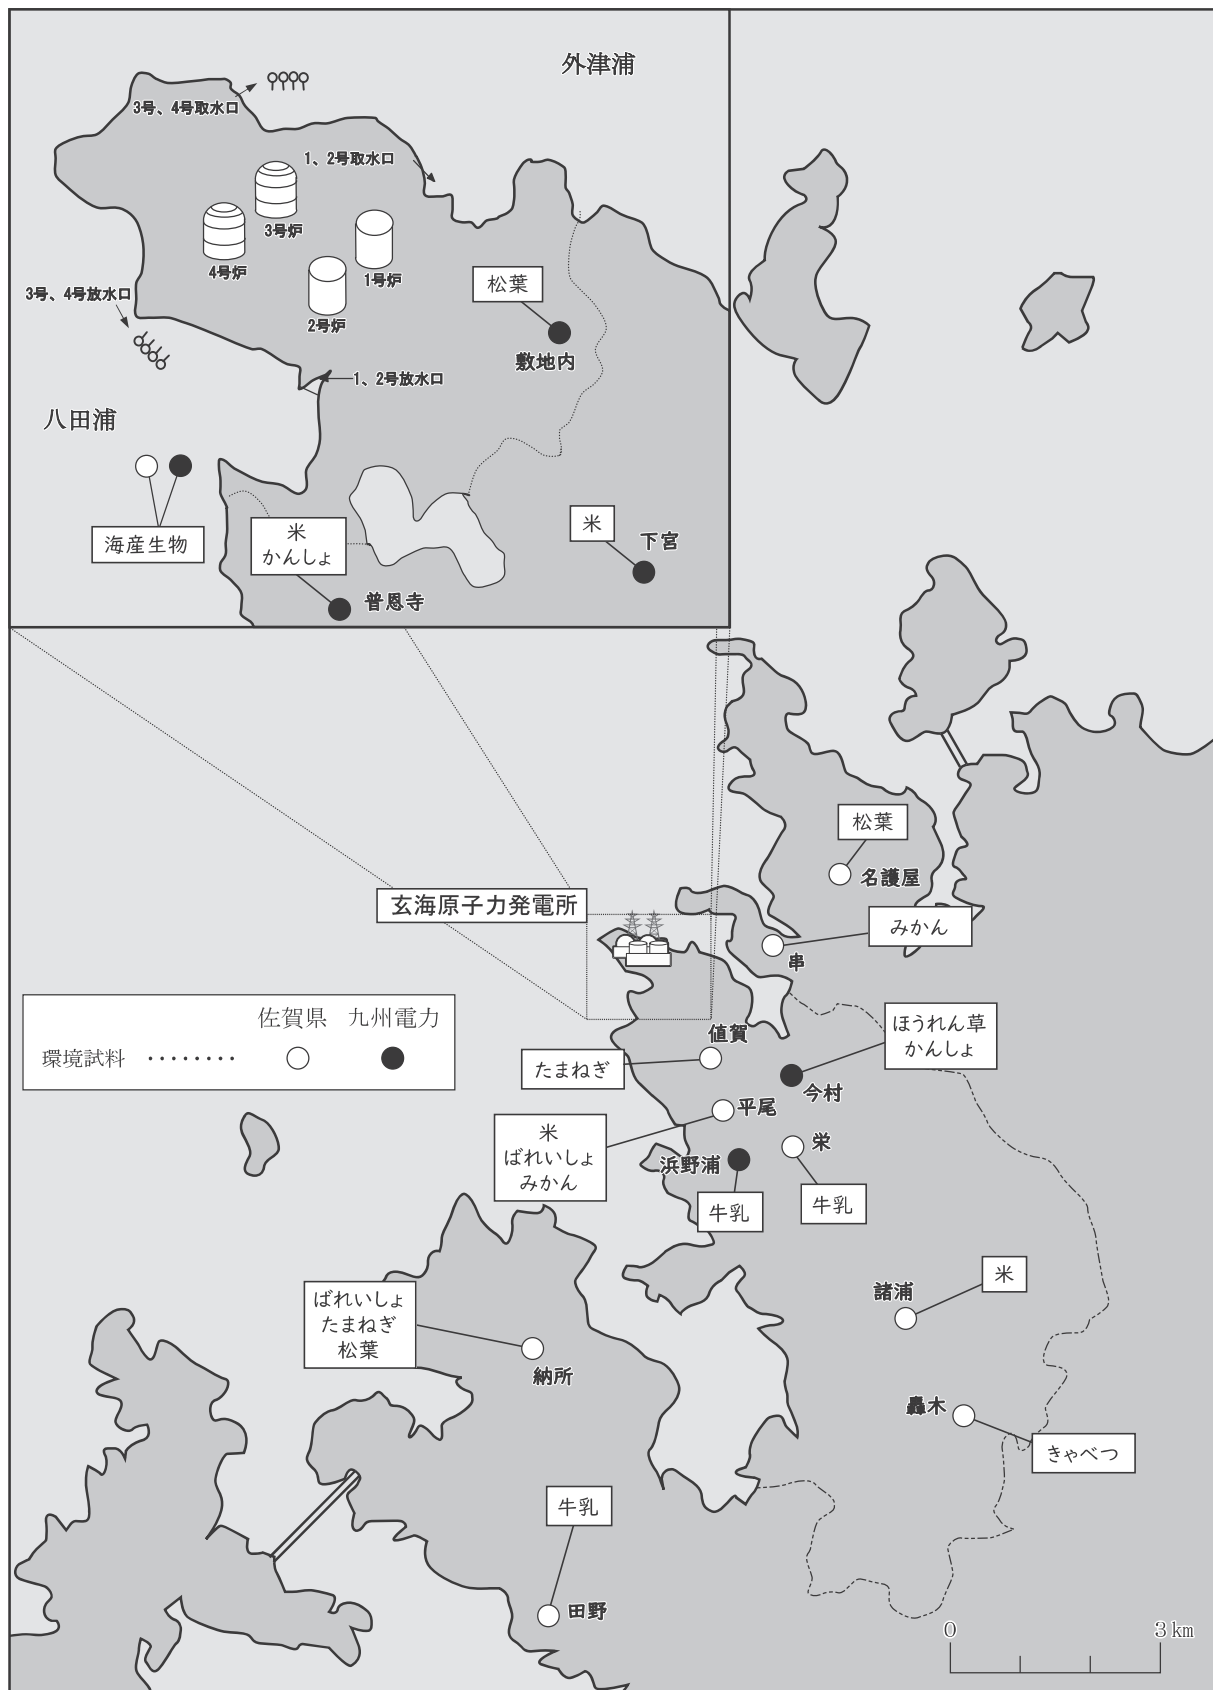 外津浦
3号、4号取水口
1、2号取水口
3号炉
4号炉
1号炉
2号炉
3号、4号放水口
松葉
敷地内
1、2号放水口
八田浦
海産生物
米
かんしょ
普恩寺
米
下宮
松葉
名護屋
玄海原子力発電所
みかん
串
佐賀県 九州電力
環境試料 ········
ほうれん草
かんしょ
値賀
たまねぎ
今村
平尾
米
ばれいしょ
みかん
栄
浜野浦
牛乳
牛乳
諸浦
米
ばれいしょ
たまねぎ
松葉
納所
轟木
きゃべつ
牛乳
田野
0 3km